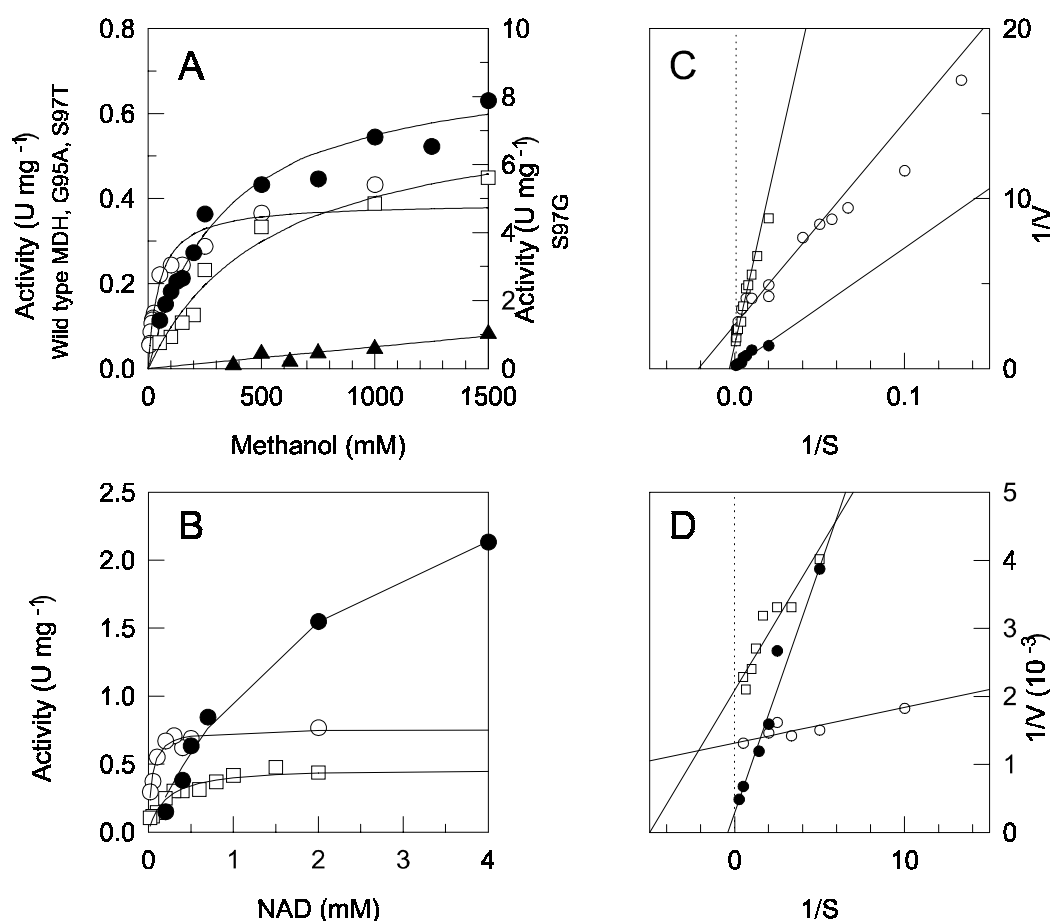 A
Activity (U mg -1)
Wild type MDH, G95A, S97T
0.8
0.6
0.4
0.2
0.0
10
8
6
4
2
0
Activity (U mg -1)
S97G
0 500 1000 1500
Methanol (mM)
C
20
10
0
1/V
0.0 0.1
1/S
B
Activity (U mg -1)
2.5
2.0
1.5
1.0
0.5
0.0
0 1 2 3 4
NAD (mM)
D
5
4
3
2
1
0
1/V (10 -3)
0 10
1/S